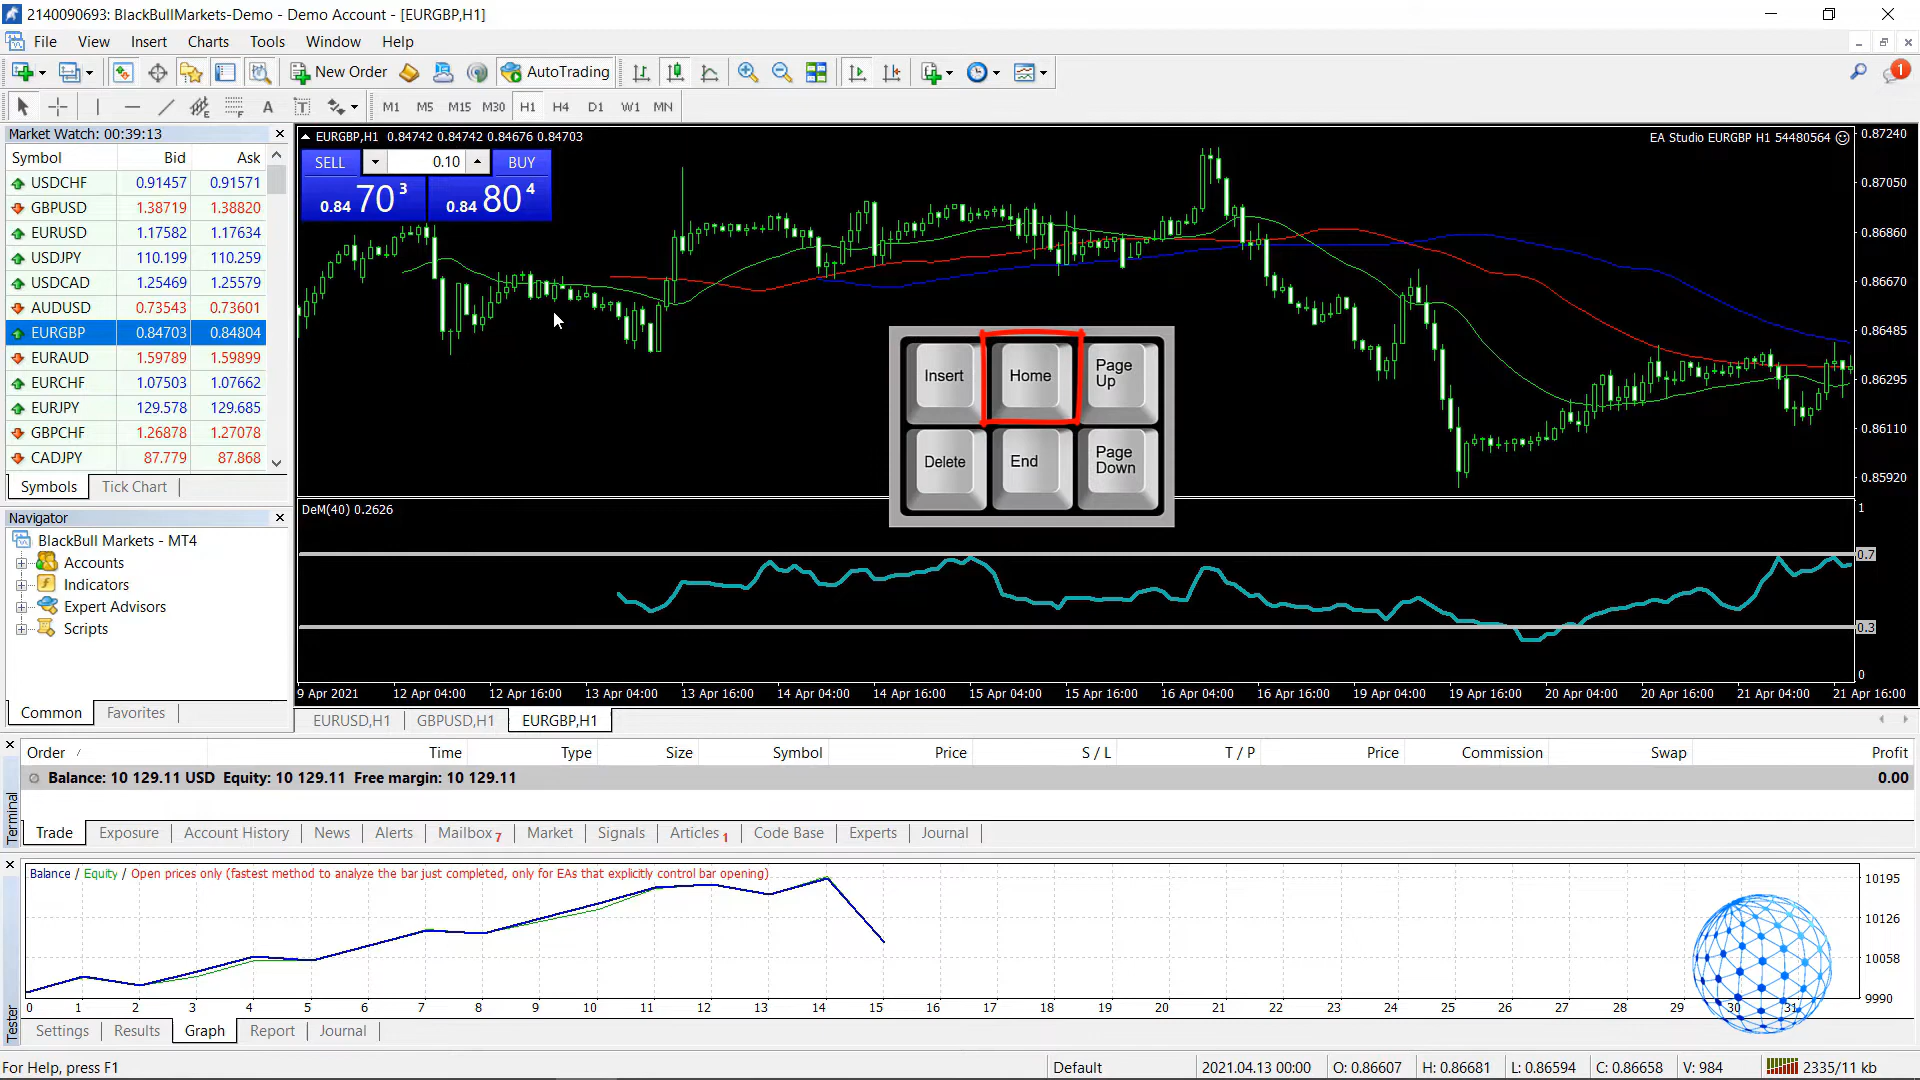 2140090693: BlackBullMarkets-Demo - Demo Account - [EURGBP,H1]
File View Insert Charts Tools Window Help
New Order AutoTrading 1
A T M1 M5 M15 M30 H1 H4 D1 W1 MN
Market Watch: 00:39:13
Symbol Bid Ask
USDCHF 0.91457 0.91571
GBPUSD 1.38719 1.38820
EURUSD 1.17582 1.17634
USDJPY 110.199 110.259
USDCAD 1.25469 1.25579
AUDUSD 0.73543 0.73601
EURGBP 0.84703 0.84804
EURAUD 1.59789 1.59899
EURCHF 1.07503 1.07662
EURJPY 129.578 129.685
GBPCHF 1.26878 1.27078
CADJPY 87.779 87.868
Symbols Tick Chart
Navigator
BlackBull Markets - MT4
Accounts
Indicators
Expert Advisors
Scripts
Common Favorites
EURGBP,H1 0.84742 0.84742 0.84676 0.84703
EA Studio EURGBP H1 54480564
SELL 0.10 BUY
0.84 70 3 0.84 80 4
0.87240
0.87050
0.86860
0.86670
0.86485
0.86295
0.86110
0.85920
Insert Home Page Up
Delete End Page Down
DeM(40) 0.2626
1
0.7
0.3
0
9 Apr 2021 12 Apr 04:00 12 Apr 16:00 13 Apr 04:00 13 Apr 16:00 14 Apr 04:00 14 Apr 16:00 15 Apr 04:00 15 Apr 16:00 16 Apr 04:00 16 Apr 16:00 19 Apr 04:00 19 Apr 16:00 20 Apr 04:00 20 Apr 16:00 21 Apr 04:00 21 Apr 16:00
EURUSD,H1 GBPUSD,H1 EURGBP,H1
Order / Time Type Size Symbol Price S / L T / P Price Commission Swap Profit
Balance: 10 129.11 USD Equity: 10 129.11 Free margin: 10 129.11 0.00
Terminal
Trade Exposure Account History News Alerts Mailbox 7 Market Signals Articles 1 Code Base Experts Journal
Balance / Equity / Open prices only (fastest method to analyze the bar just completed, only for EAs that explicitly control bar opening)
10195
10126
10058
9990
0 1 2 3 4 5 6 7 8 9 10 11 12 13 14 15 16 17 18 19 20 21 22 23 24 25 26 27 28 29 30 31
Tester
Settings Results Graph Report Journal
For Help, press F1 Default 2021.04.13 00:00 O: 0.86607 H: 0.86681 L: 0.86594 C: 0.86658 V: 984 2335/11 kb